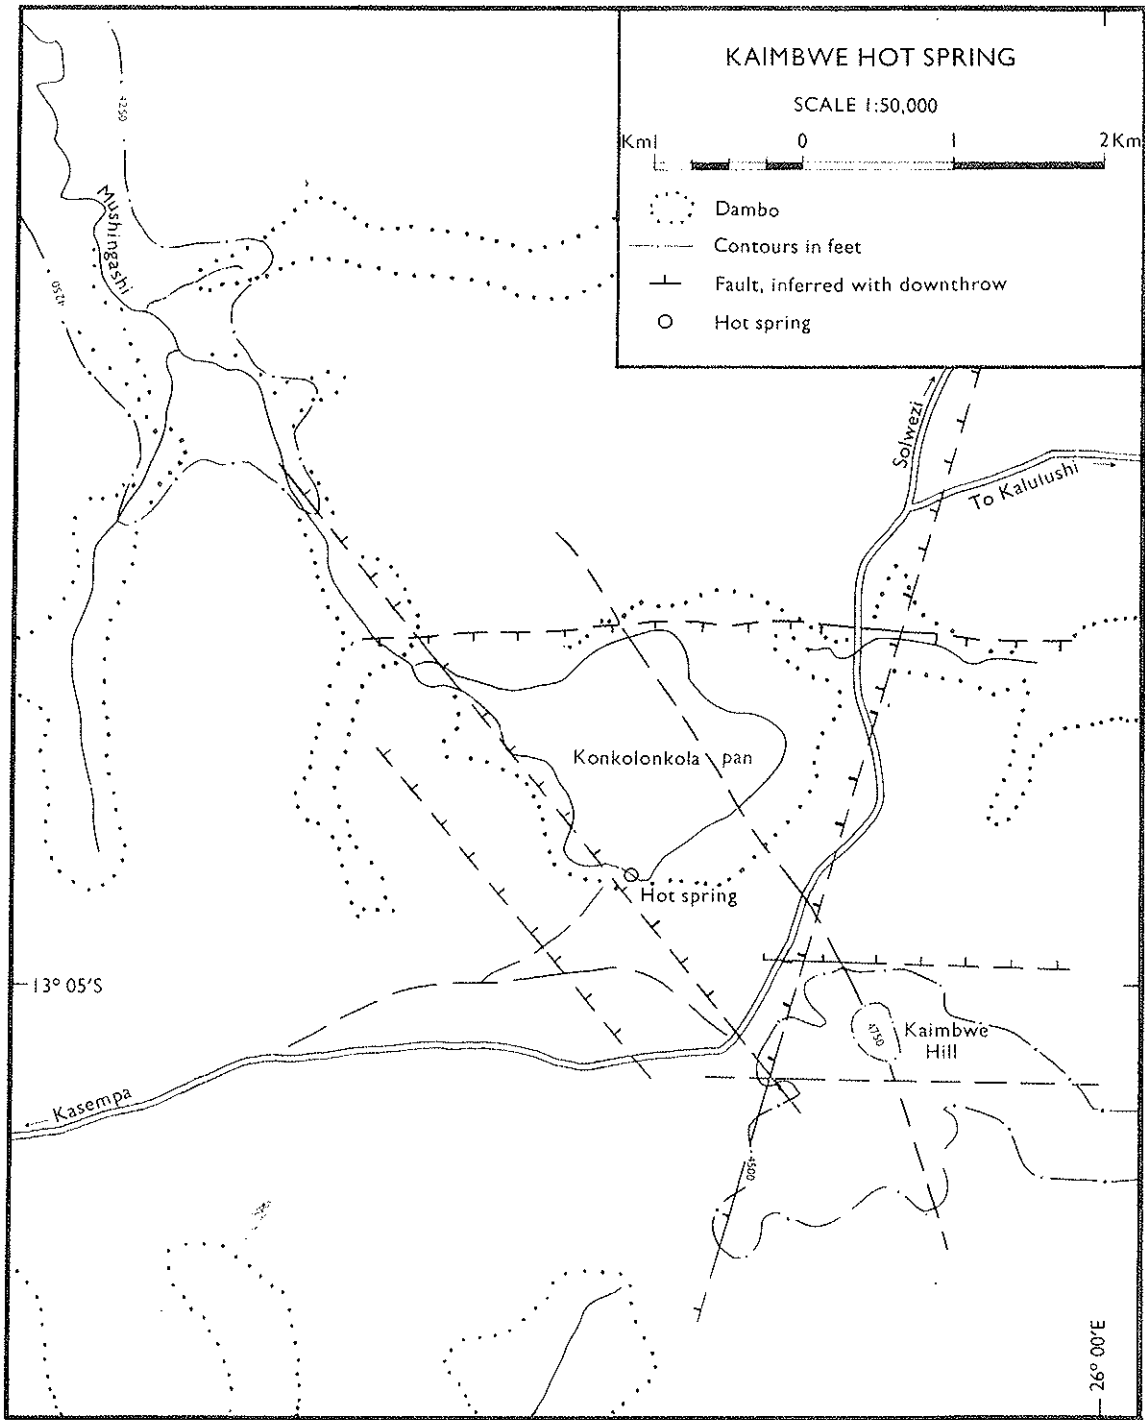 KAIMBWE HOT SPRING
SCALE 1:50,000
Km1 0 1 2Km
Dambo
Contours in feet
Fault, inferred with downthrow
Hot spring
4250
Mushingashi
4250
Solwezi
To Kalulushi
Konkolonkola pan
Hot spring
13° 05'S
Kaimbwe
Hill
4750
Kasempa
4500
26° 00'E